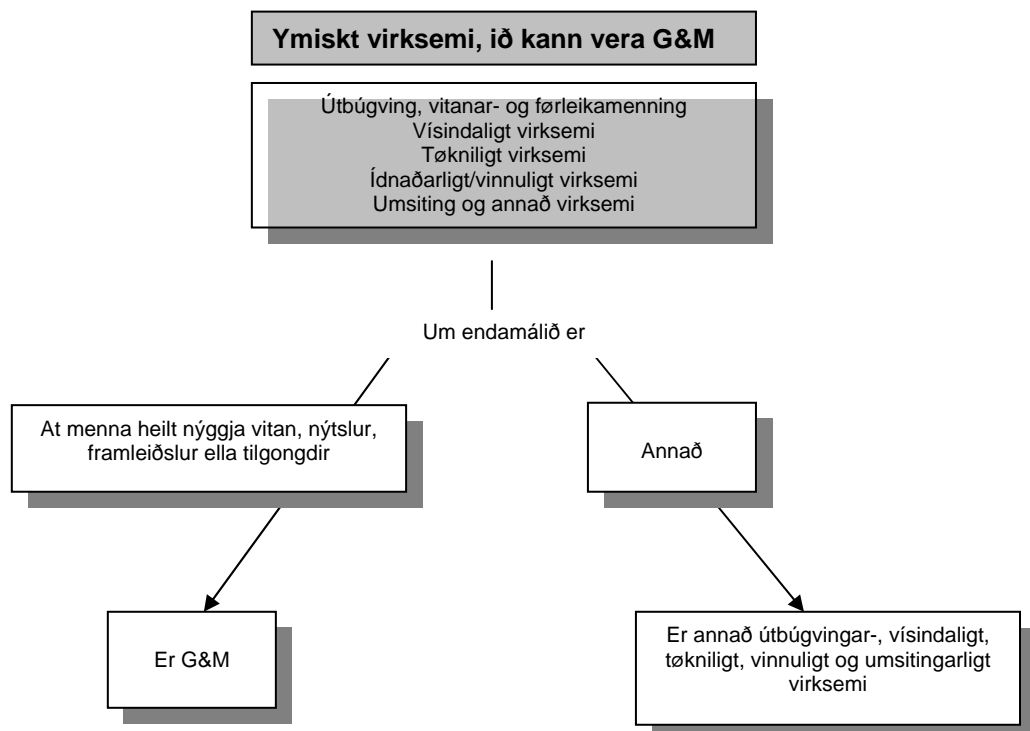 Ymiskt virksemi, ið kann vera G&M
Útbúgving, vitanar- og førleikamenning
Vísindaligt virksemi
Tøkniligt virksemi
Ídnaðarligt/vinnuligt virksemi
Umsiting og annað virksemi
Um endamálið er
At menna heilt nýggja vitan, nýtslur,
framleiðslur ella tilgongdir
Annað
Er G&M
Er annað útbúgvingar-, vísindaligt,
tøkniligt, vinnuligt og umsitingarligt
virksemi